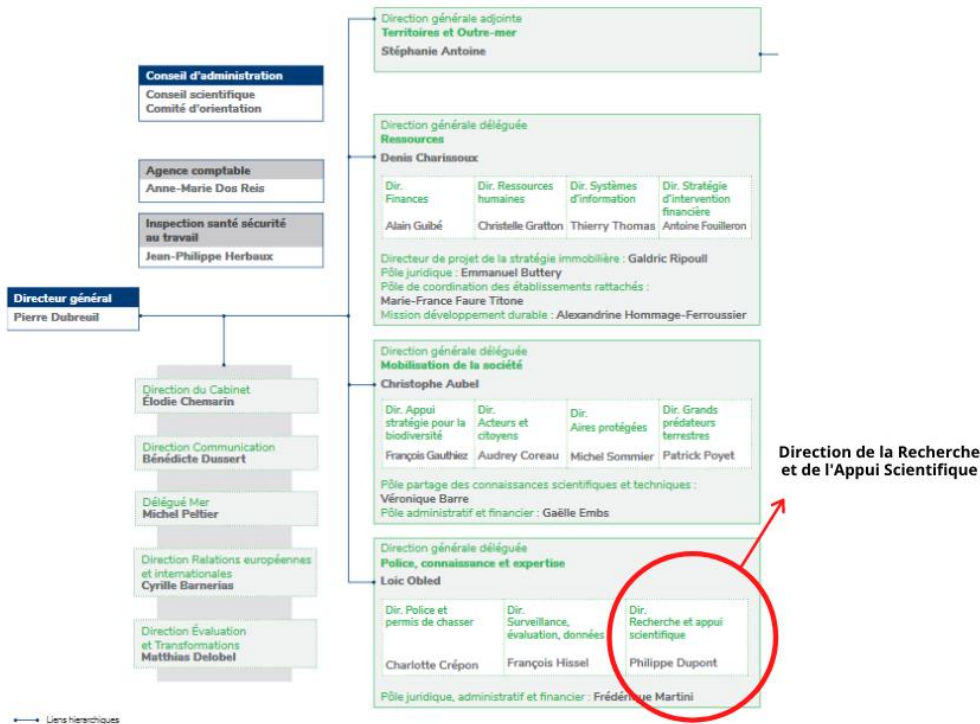 Direction générale adjointe
Territoires et Outre-mer
Stéphanie Antoine
Conseil d'administration
Conseil scientifique
Comité d'orientation
Agence comptable
Anne-Marie Dos Reis
Inspection santé sécurité
au travail
Jean-Philippe Herbaux
Directeur général
Pierre Dubreuil
Direction du Cabinet
Élodie Chemarin
Direction Communication
Bénédicte Dussert
Délégué Mer
Michel Peltier
Direction Relations européennes
et internationales
Cyrille Barnerias
Direction Évaluation
et Transformations
Matthias Delobel
Direction générale déléguée
Ressources
Denis Charissoux
Dir.
Finances
Alain Guibé
Dir. Ressources
humaines
Christelle Gratton
Dir. Systèmes
d'information
Thierry Thomas
Dir. Stratégie
d'intervention
financière
Antoine Fouilleron
Directeur de projet de la stratégie immobilière : Galdric Ripoull
Pôle juridique : Emmanuel Buttery
Pôle de coordination des établissements rattachés :
Marie-France Faure Titone
Mission développement durable : Alexandrine Hommage-Ferroussier
Direction générale déléguée
Mobilisation de la société
Christophe Aubel
Dir. Appui
stratégie pour la
biodiversité
François Gauthiez
Dir.
Acteurs et
citoyens
Audrey Coreau
Dir.
Aires protégées
Michel Sommier
Dir. Grands
prédateurs
terrestres
Patrick Poyet
Pôle partage des connaissances scientifiques et techniques :
Véronique Barre
Pôle administratif et financier : Gaëlle Embs
Direction générale déléguée
Police, connaissance et expertise
Loic Obled
Dir. Police et
permis de chasser
Charlotte Crépon
Dir.
Surveillance,
évaluation, données
François Hissel
Dir.
Recherche et appui
scientifique
Philippe Dupont
Pôle juridique, administratif et financier : Frédérique Martini
Direction de la Recherche
et de l'Appui Scientifique
Liens hierarchiques